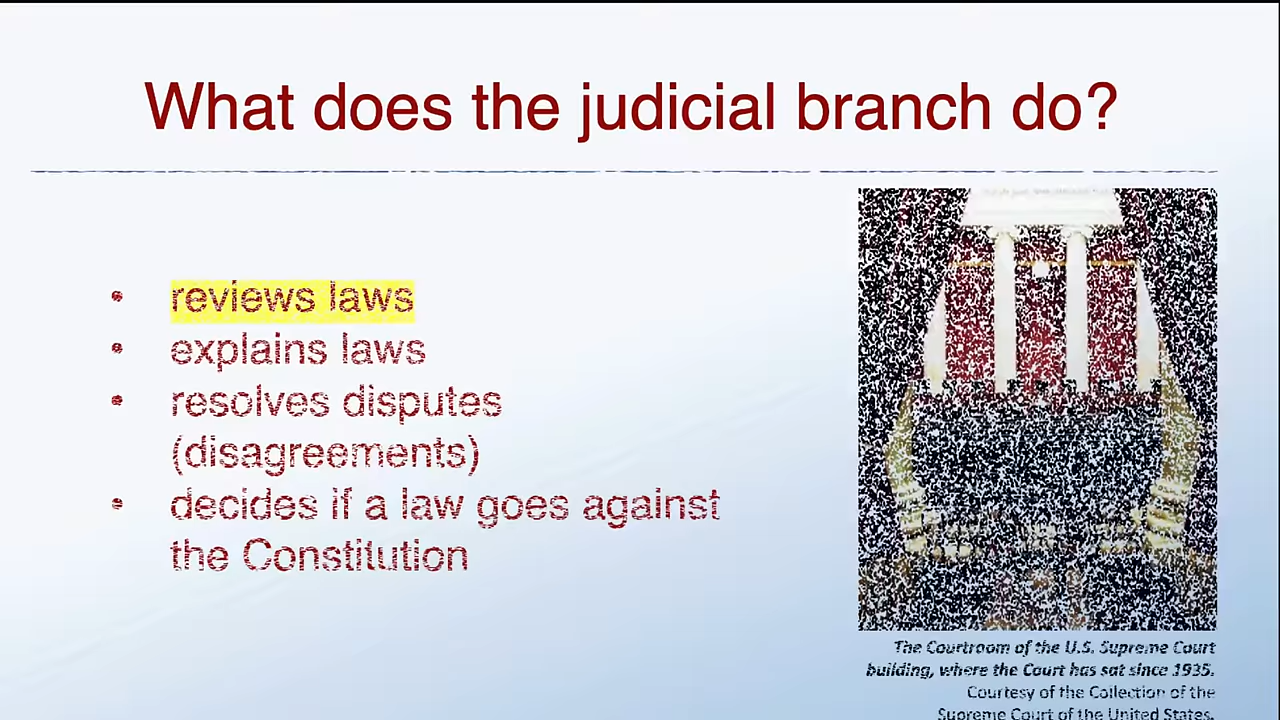 What does the judicial branch do?
• reviews laws
• explains laws
• resolves disputes
(disagreements)
• decides if a law goes against
the Constitution
The Courtroom of the U.S. Supreme Court
building, where the Court has sat since 1935.
Courtesy of the Collection of the
Supreme Court of the United States.